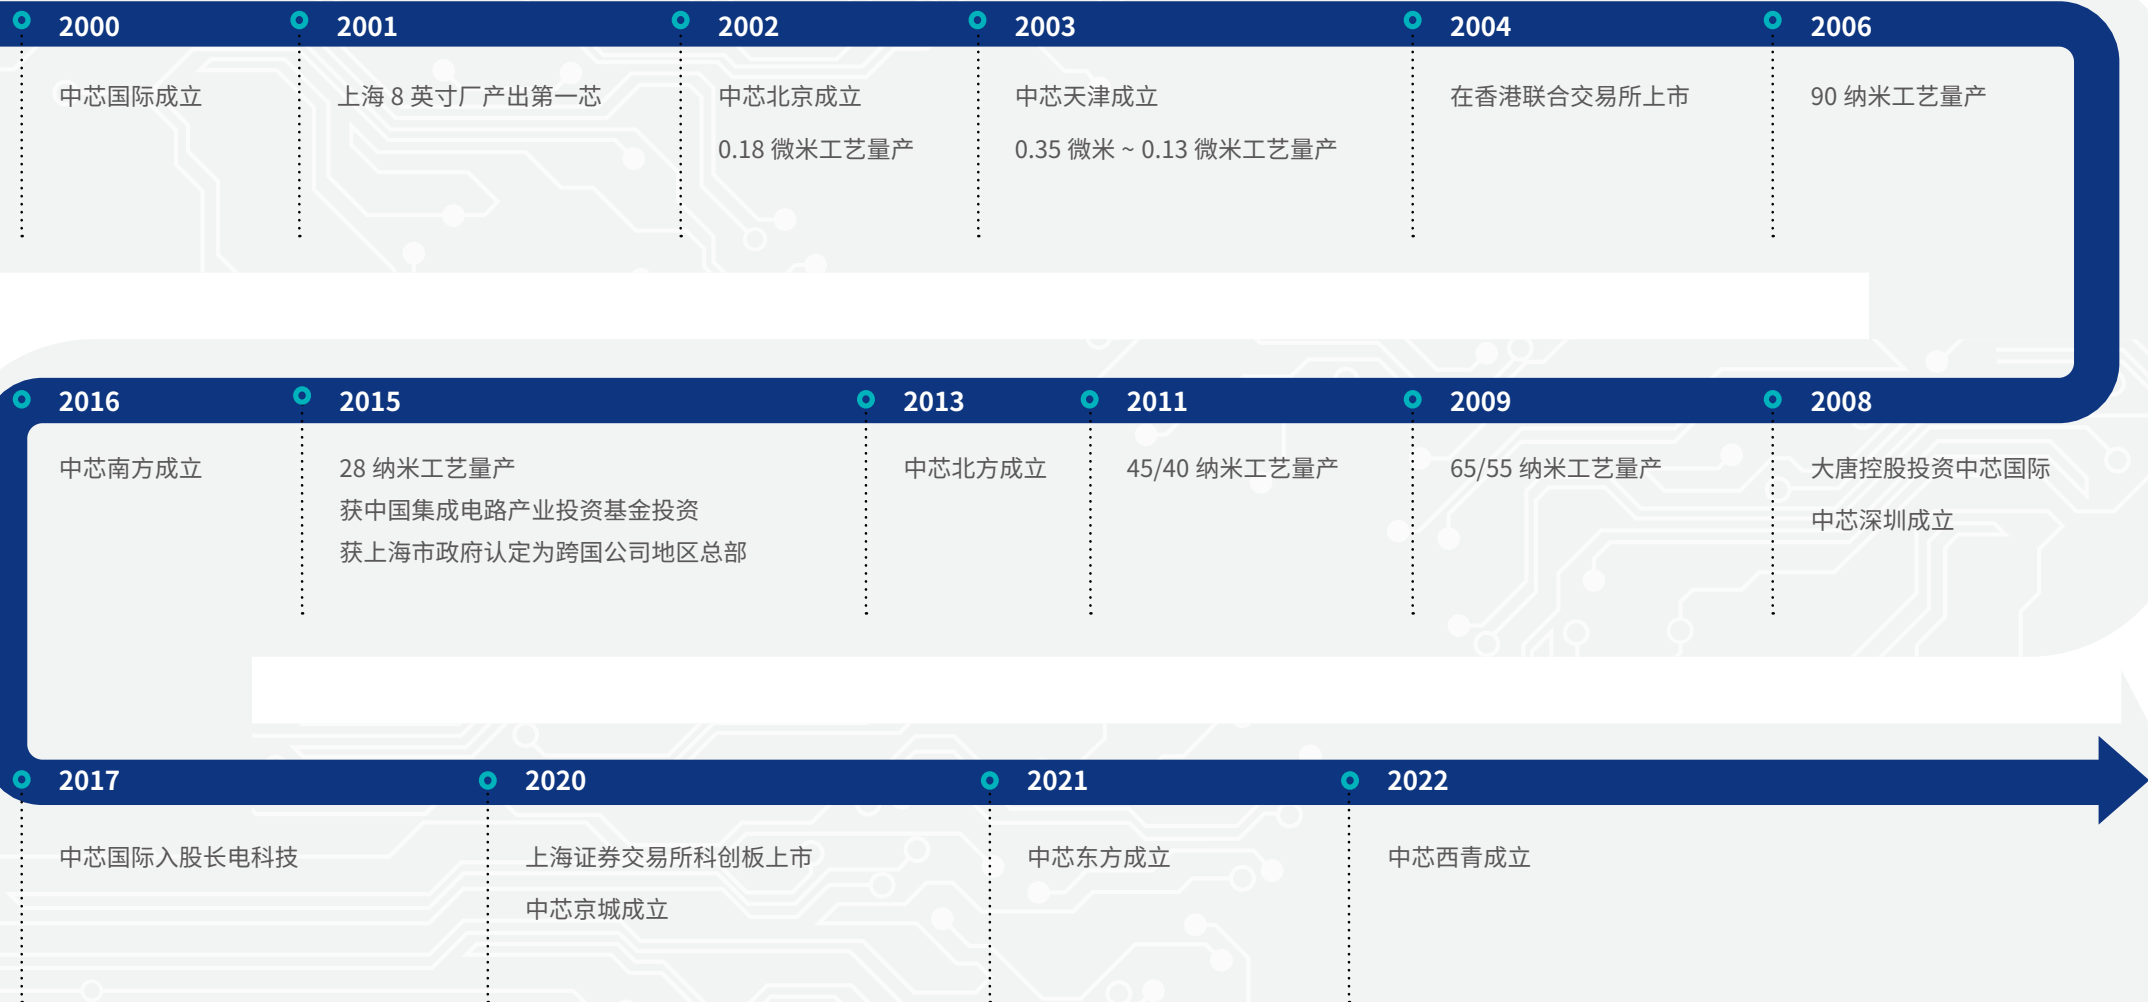 2000
中芯国际成立
2001
上海 8 英寸厂产出第一芯
2002
中芯北京成立
0.18 微米工艺量产
2003
中芯天津成立
0.35 微米 ~ 0.13 微米工艺量产
2004
在香港联合交易所上市
2006
90 纳米工艺量产
2008
大唐控股投资中芯国际
中芯深圳成立
2009
65/55 纳米工艺量产
2011
45/40 纳米工艺量产
2013
中芯北方成立
2015
28 纳米工艺量产
获中国集成电路产业投资基金投资
获上海市政府认定为跨国公司地区总部
2016
中芯南方成立
2017
中芯国际入股长电科技
2020
上海证券交易所科创板上市
中芯京城成立
2021
中芯东方成立
2022
中芯西青成立